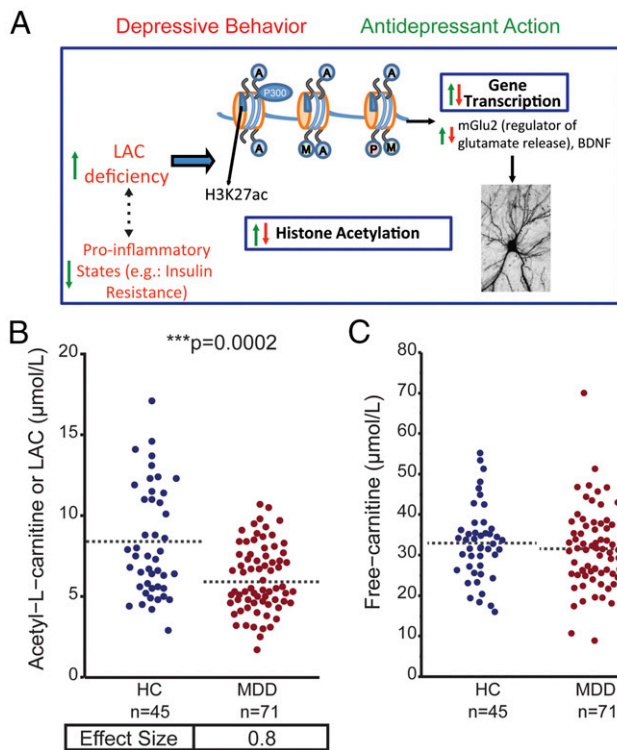 A
Depressive Behavior
Antidepressant Action
A
P300
A
A
A
M
A
P
M
H3K27ac
LAC
deficiency
Pro-inflammatory
States (e.g.: Insulin
Resistance)
Histone Acetylation
Gene
Transcription
mGlu2 (regulator of
glutamate release), BDNF
B
***p=0.0002
Acetyl-L-carnitine or LAC (µmol/L)
20
15
10
5
0
HC
MDD
n=45
n=71
Effect Size
0.8
C
Free-carnitine (µmol/L)
80
70
60
50
40
30
20
10
0
HC
MDD
n=45
n=71